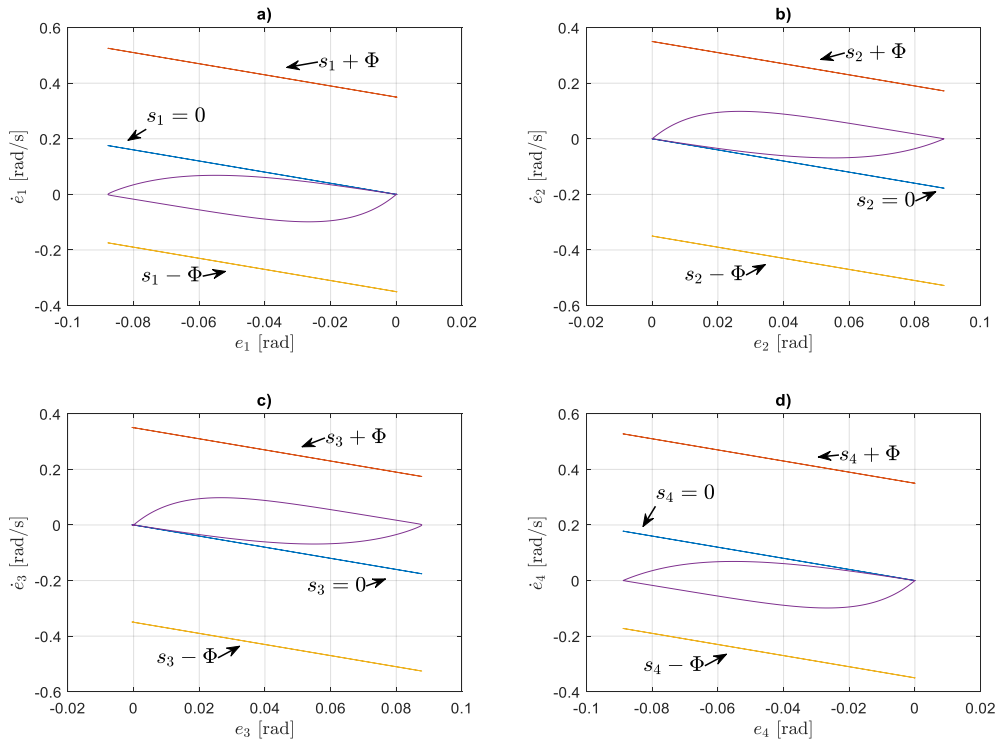 a)
0.6
0.4
0.2
0
-0.2
-0.4
ė₁ [rad/s]
s₁ + Φ
s₁ = 0
s₁ − Φ
-0.1 -0.08 -0.06 -0.04 -0.02 0 0.02
e₁ [rad]
b)
0.4
0.2
0
-0.2
-0.4
-0.6
ė₂ [rad/s]
s₂ + Φ
s₂ = 0
s₂ − Φ
-0.02 0 0.02 0.04 0.06 0.08 0.1
e₂ [rad]
c)
0.4
0.2
0
-0.2
-0.4
-0.6
ė₃ [rad/s]
s₃ + Φ
s₃ = 0
s₃ − Φ
-0.02 0 0.02 0.04 0.06 0.08 0.1
e₃ [rad]
d)
0.6
0.4
0.2
0
-0.2
-0.4
ė₄ [rad/s]
s₄ + Φ
s₄ = 0
s₄ − Φ
-0.1 -0.08 -0.06 -0.04 -0.02 0 0.02
e₄ [rad]